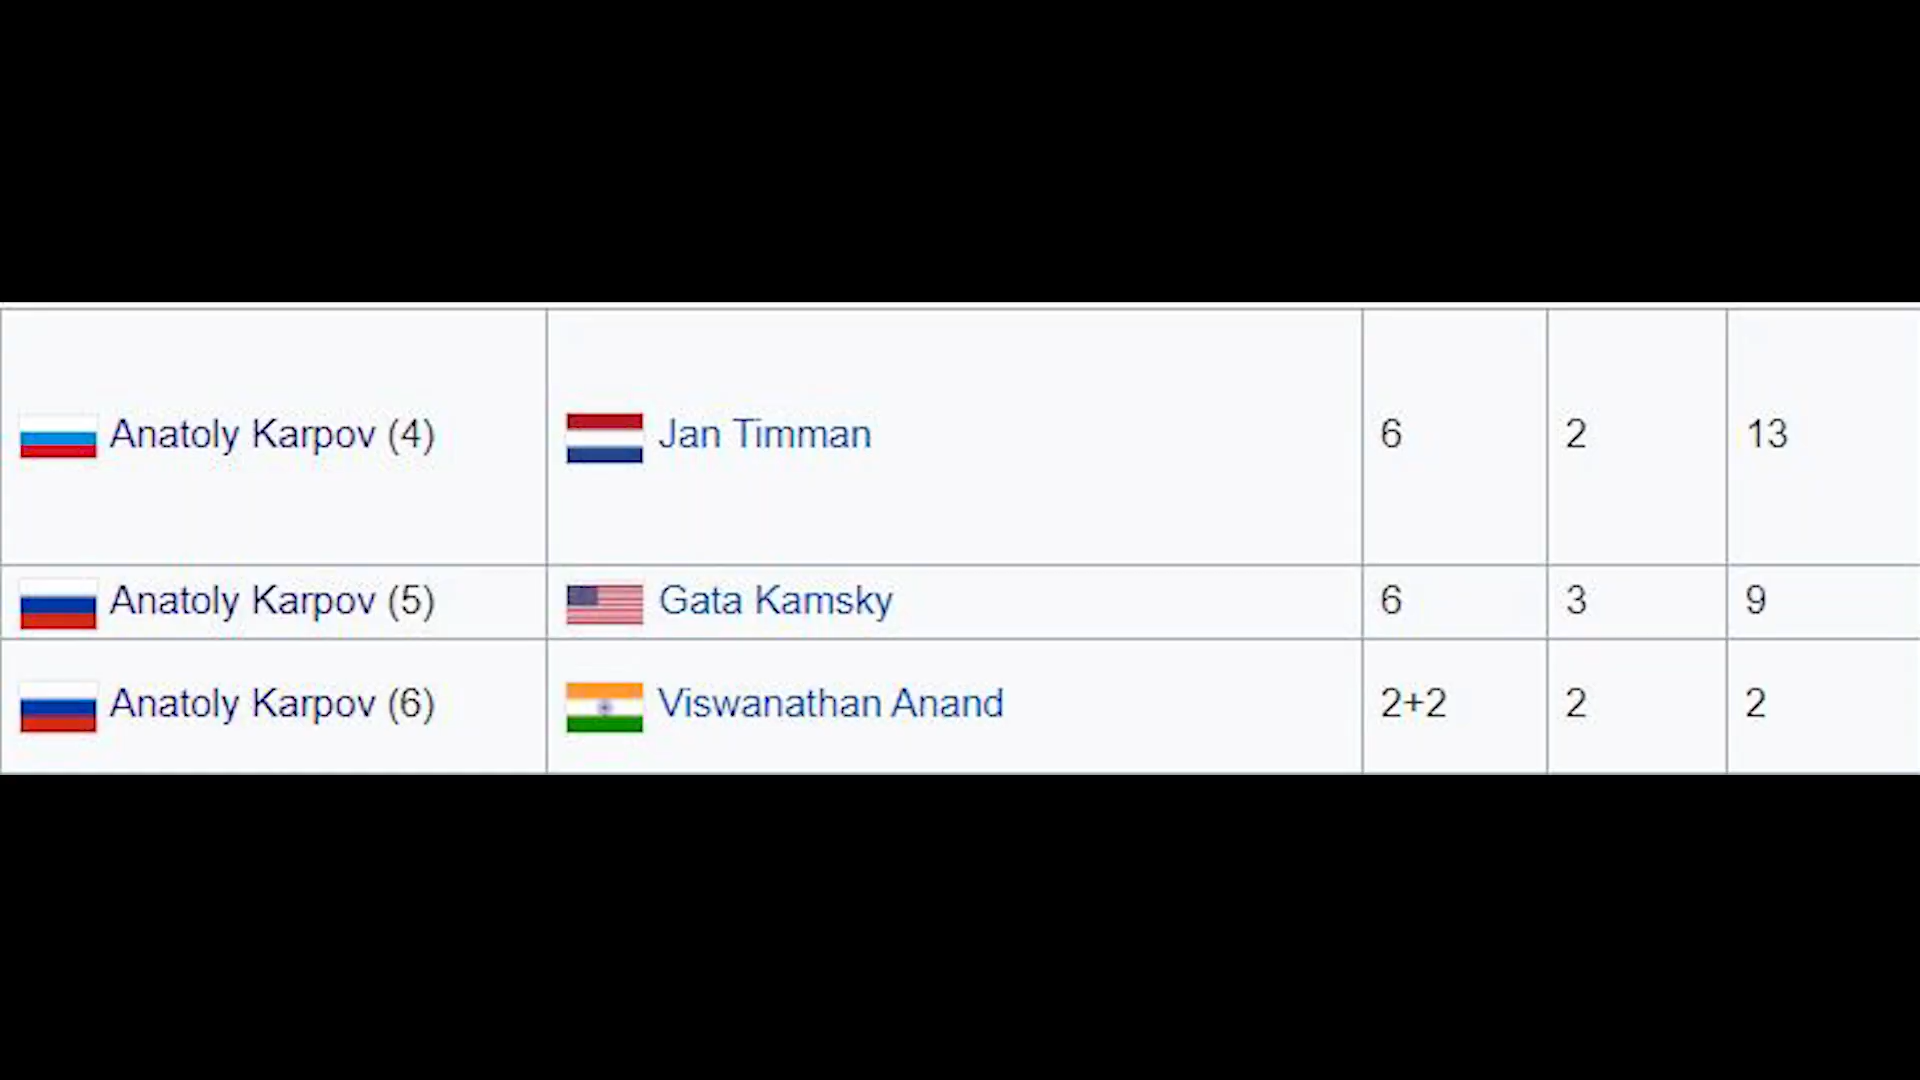 Anatoly Karpov (4) Jan Timman 6 2 13
Anatoly Karpov (5) Gata Kamsky 6 3 9
Anatoly Karpov (6) Viswanathan Anand 2+2 2 2